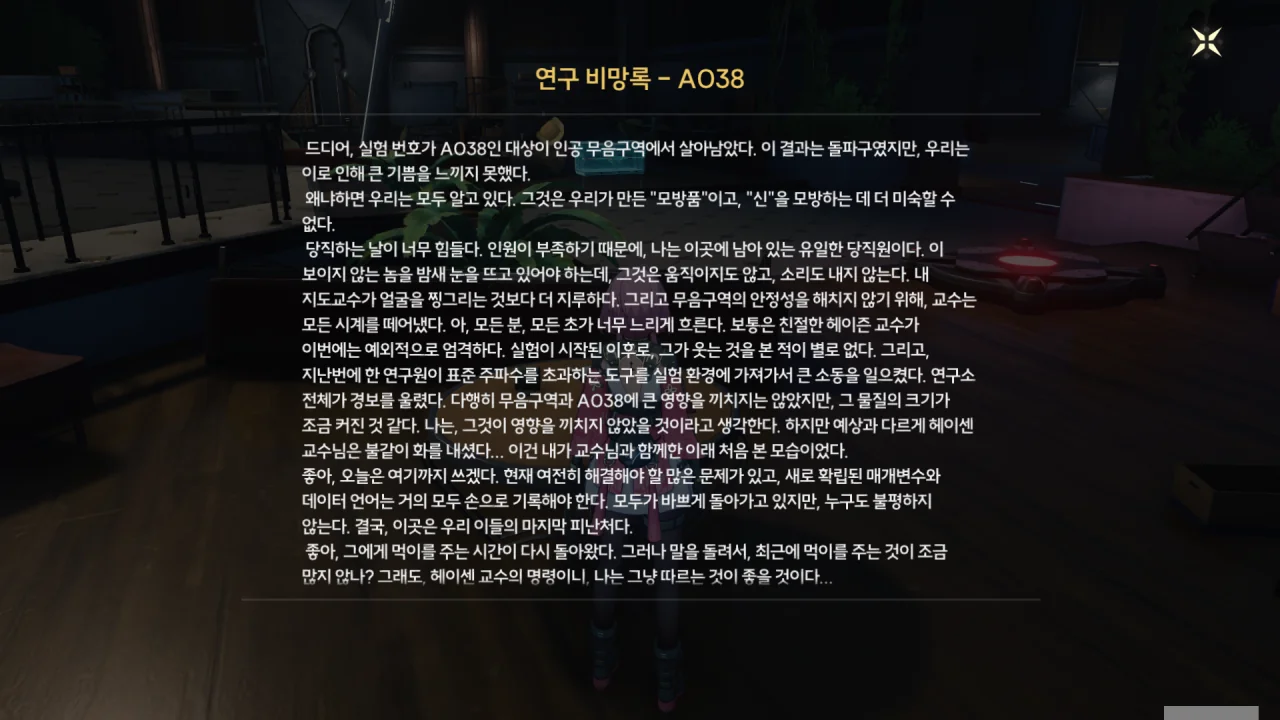 연구 비망록 - AO38
드디어, 실험 번호가 AO38인 대상이 인공 무음구역에서 살아남았다. 이 결과는 돌파구였지만, 우리는
이로 인해 큰 기쁨을 느끼지 못했다.
왜냐하면 우리는 모두 알고 있다. 그것은 우리가 만든 "모방품"이고, "신"을 모방하는 데 더 미숙할 수
없다.
당직하는 날이 너무 힘들다. 인원이 부족하기 때문에, 나는 이곳에 남아 있는 유일한 당직원이다. 이
보이지 않는 놈을 밤새 눈을 뜨고 있어야 하는데, 그것은 움직이지도 않고, 소리도 내지 않는다. 내
지도교수가 얼굴을 찡그리는 것보다 더 지루하다. 그리고 무음구역의 안정성을 해치지 않기 위해, 교수는
모든 시계를 떼어냈다. 아, 모든 분, 모든 초가 너무 느리게 흐른다. 보통은 친절한 헤이즌 교수가
이번에는 예외적으로 엄격하다. 실험이 시작된 이후로, 그가 웃는 것을 본 적이 별로 없다. 그리고,
지난번에 한 연구원이 표준 주파수를 초과하는 도구를 실험 환경에 가져가서 큰 소동을 일으켰다. 연구소
전체가 경보를 울렸다. 다행히 무음구역과 AO38에 큰 영향을 끼치지는 않았지만, 그 물질의 크기가
조금 커진 것 같다. 나는, 그것이 영향을 끼치지 않았을 것이라고 생각한다. 하지만 예상과 다르게 헤이센
교수님은 불같이 화를 내셨다... 이건 내가 교수님과 함께한 이래 처음 본 모습이었다.
좋아, 오늘은 여기까지 쓰겠다. 현재 여전히 해결해야 할 많은 문제가 있고, 새로 확립된 매개변수와
데이터 언어는 거의 모두 손으로 기록해야 한다. 모두가 바쁘게 돌아가고 있지만, 누구도 불평하지
않는다. 결국, 이곳은 우리 이들의 마지막 피난처다.
좋아, 그에게 먹이를 주는 시간이 다시 돌아왔다. 그러나 말을 돌려서, 최근에 먹이를 주는 것이 조금
많지 않나? 그래도, 헤이센 교수의 명령이니, 나는 그냥 따르는 것이 좋을 것이다...